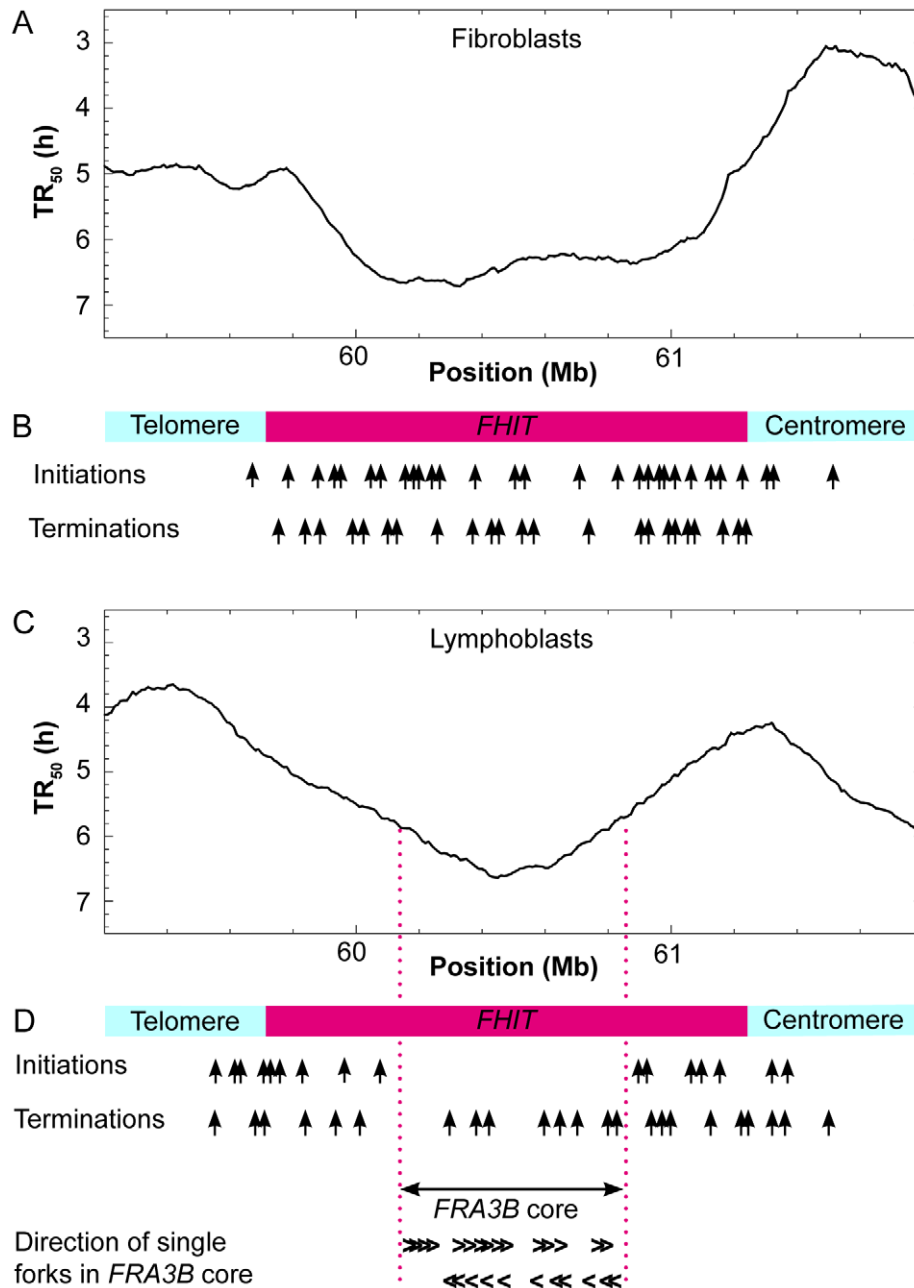 A
Fibroblasts
3
4
5
6
7
TR50 (h)
60
61
Position (Mb)
B
Telomere FHIT Centromere
Initiations
Terminations
C
Lymphoblasts
3
4
5
6
7
TR50 (h)
60
61
Position (Mb)
D
Telomere FHIT Centromere
Initiations
Terminations
FRA3B core
Direction of single
forks in FRA3B core